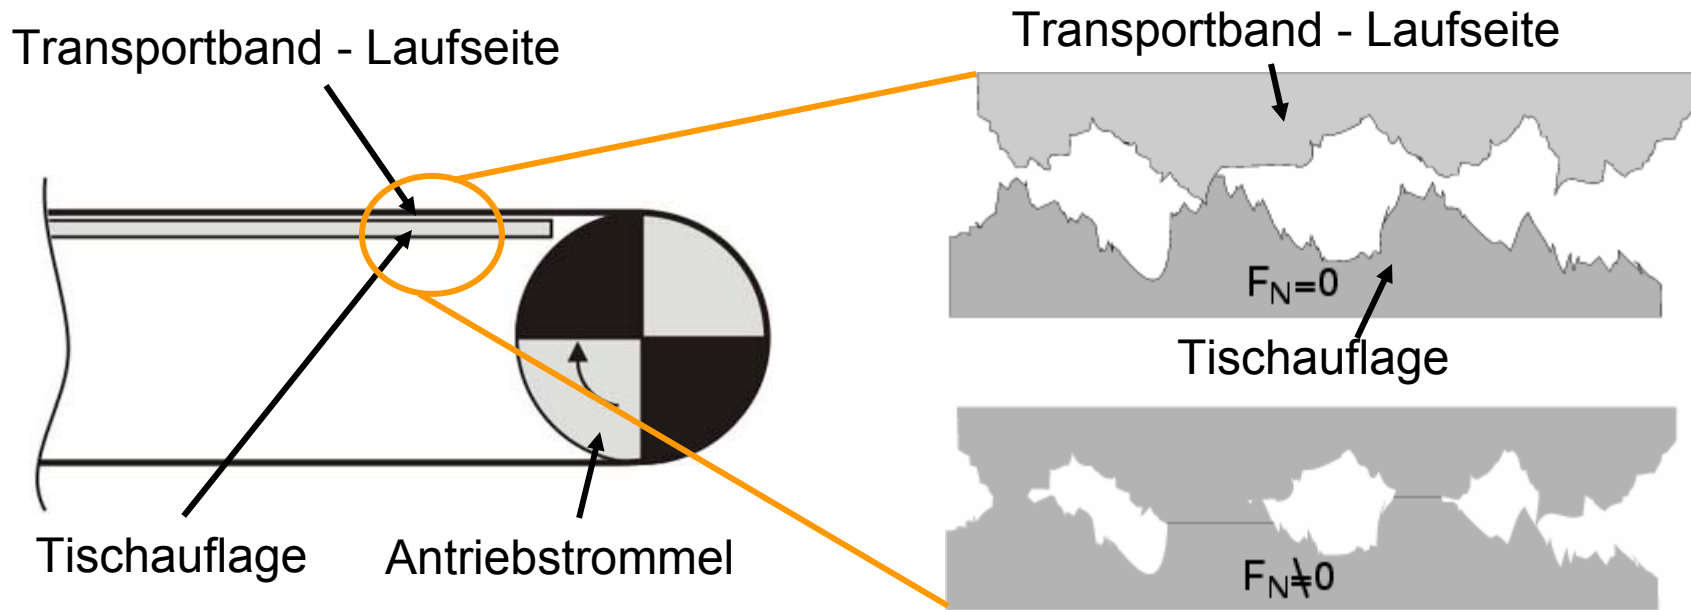 Transportband - Laufseite
Transportband - Laufseite
F_N=0
Tischauflage
Tischauflage
Antriebstrommel
F_N≠0